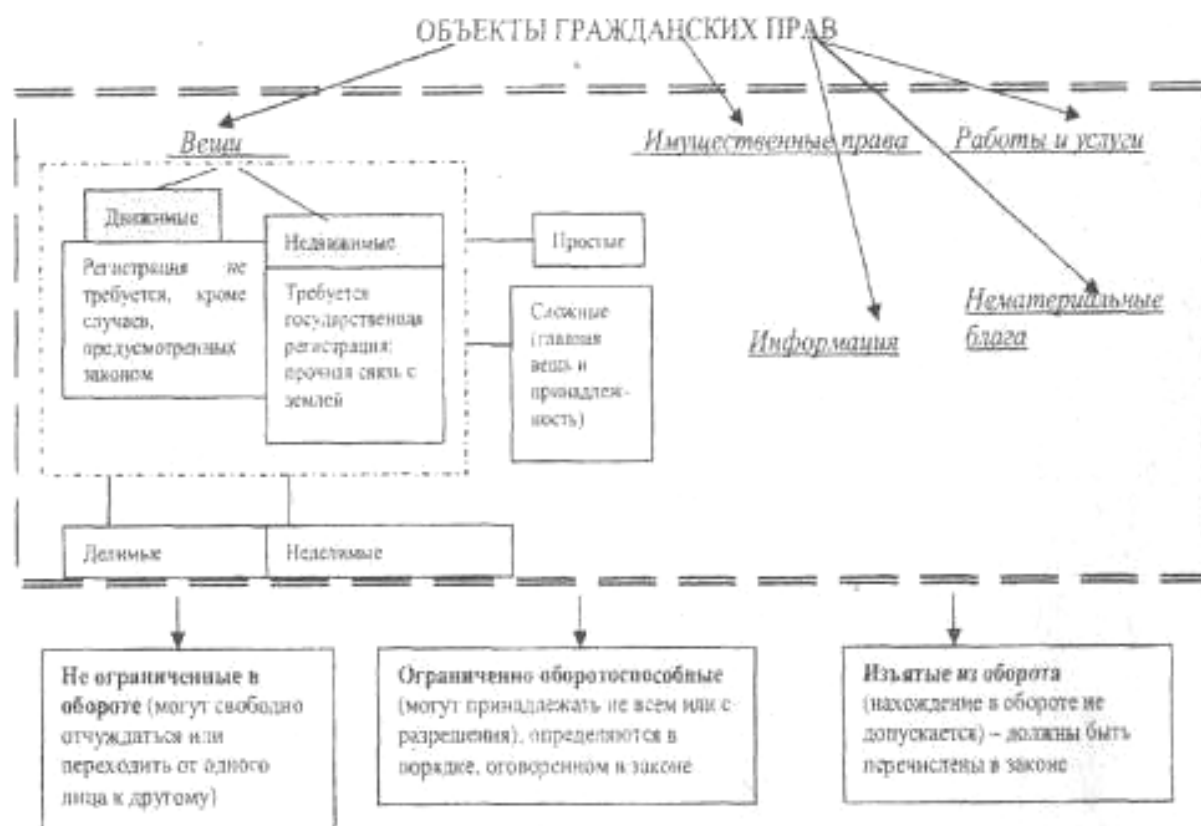 ОБЪЕКТЫ ГРАЖДАНСКИХ ПРАВ
Вещи
Имущественные права
Работы и услуги
Движимые
Регистрация не
требуется, кроме
случаев,
предусмотренных
законом
Недвижимые
Требуется
государственная
регистрация;
прочная связь с
землей
Простые
Сложные
(главная
вещь и
принадлеж-
ность)
Информация
Нематериальные
блага
Делимые
Неделимые
Не ограниченные в
обороте (могут свободно
отчуждаться или
переходить от одного
лица к другому)
Ограниченно оборотоспособные
(могут принадлежать не всем или с
разрешения), определяются в
порядке, оговоренном в законе
Изъятые из оборота
(нахождение в обороте не
допускается) – должны быть
перечислены в законе